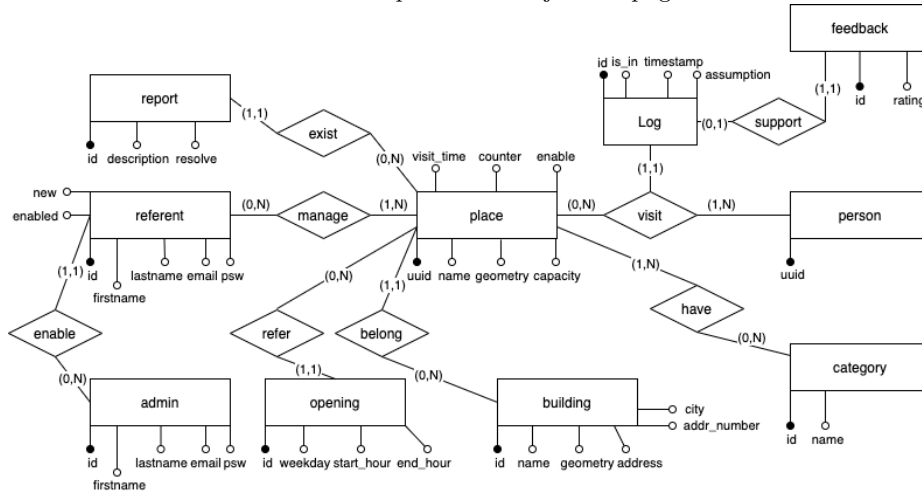 feedback
id
is_in
timestamp
assumption
id
rating
report
(1,1)
exist
(0,N)
id
description
resolve
Log
(0,1)
support
(1,1)
visit_time
counter
enable
(1,1)
new
enabled
referent
(0,N)
manage
(1,N)
place
(0,N)
visit
(1,N)
person
id
firstname
lastname
email
psw
uuid
name
geometry
capacity
uuid
(1,1)
(0,N)
(1,1)
(1,N)
enable
refer
belong
have
(0,N)
(1,1)
(0,N)
(0,N)
admin
opening
building
category
city
addr_number
id
firstname
lastname
email
psw
id
weekday
start_hour
end_hour
id
name
geometry
address
id
name